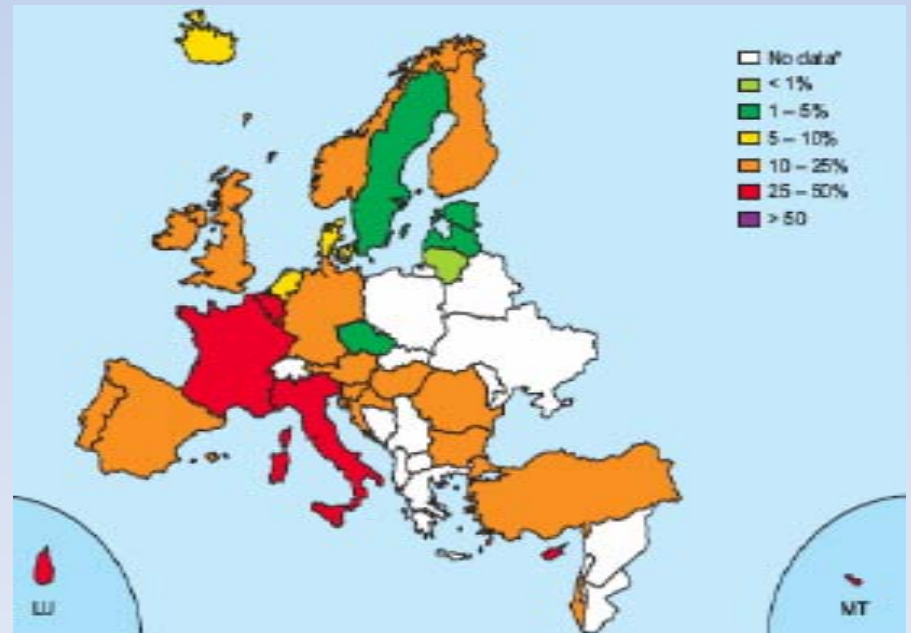 No data*
< 1%
1 – 5%
5 – 10%
10 – 25%
25 – 50%
> 50
LU
MT